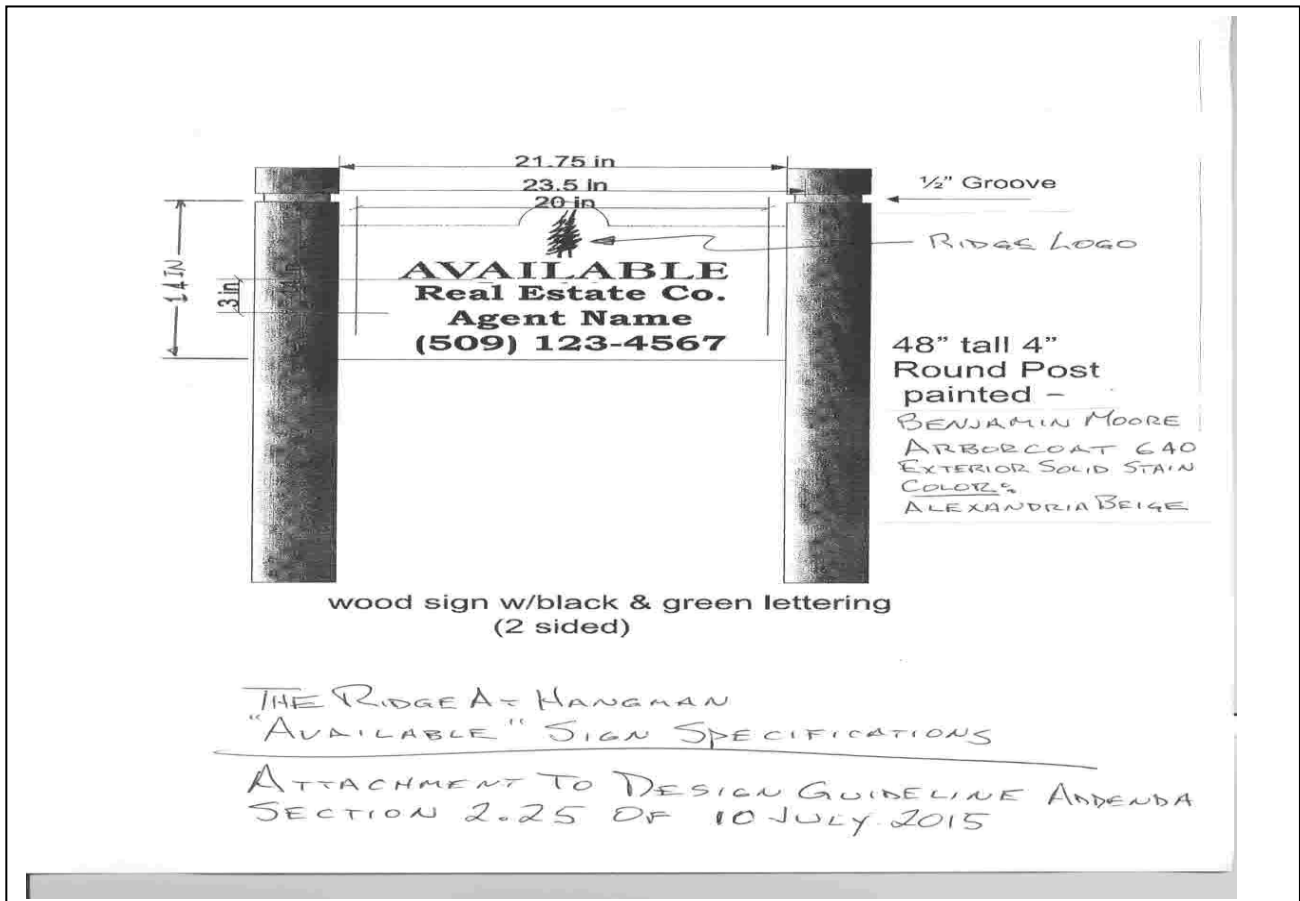 21.75 in
23.5 in
20 in
½" Groove
RIDGE LOGO
14 IN
3 in
AVAILABLE
Real Estate Co.
Agent Name
(509) 123-4567
48" tall 4"
Round Post
painted –
BENJAMIN MOORE
ARBORCOAT 640
EXTERIOR SOLID STAIN
COLOR:
ALEXANDRIA BEIGE
wood sign w/black & green lettering
(2 sided)
THE RIDGE AT HANGMAN
"AVAILABLE" SIGN SPECIFICATIONS
ATTACHMENT TO DESIGN GUIDELINE ADDENDA
SECTION 2.25 OF 10 JULY 2015